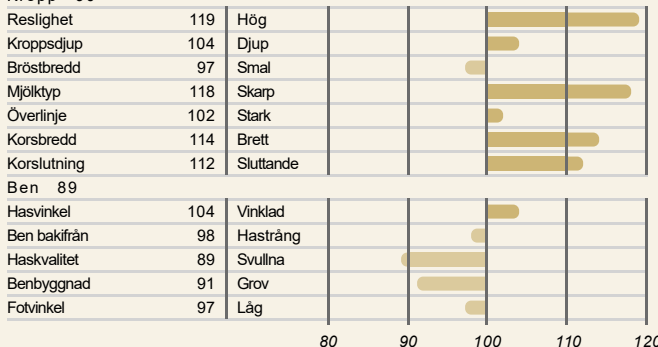 Reslighet 119 Hög
Kroppsdjup 104 Djup
Bröstbredd 97 Smal
Mjölktyp 118 Skarp
Överlinje 102 Stark
Korsbredd 114 Brett
Korslutning 112 Sluttande
Ben 89
Hasvinkel 104 Vinklad
Ben bakifrån 98 Hastrång
Haskvalitet 89 Svullna
Benbyggnad 91 Grov
Fotvinkel 97 Låg
80 90 100 110 120